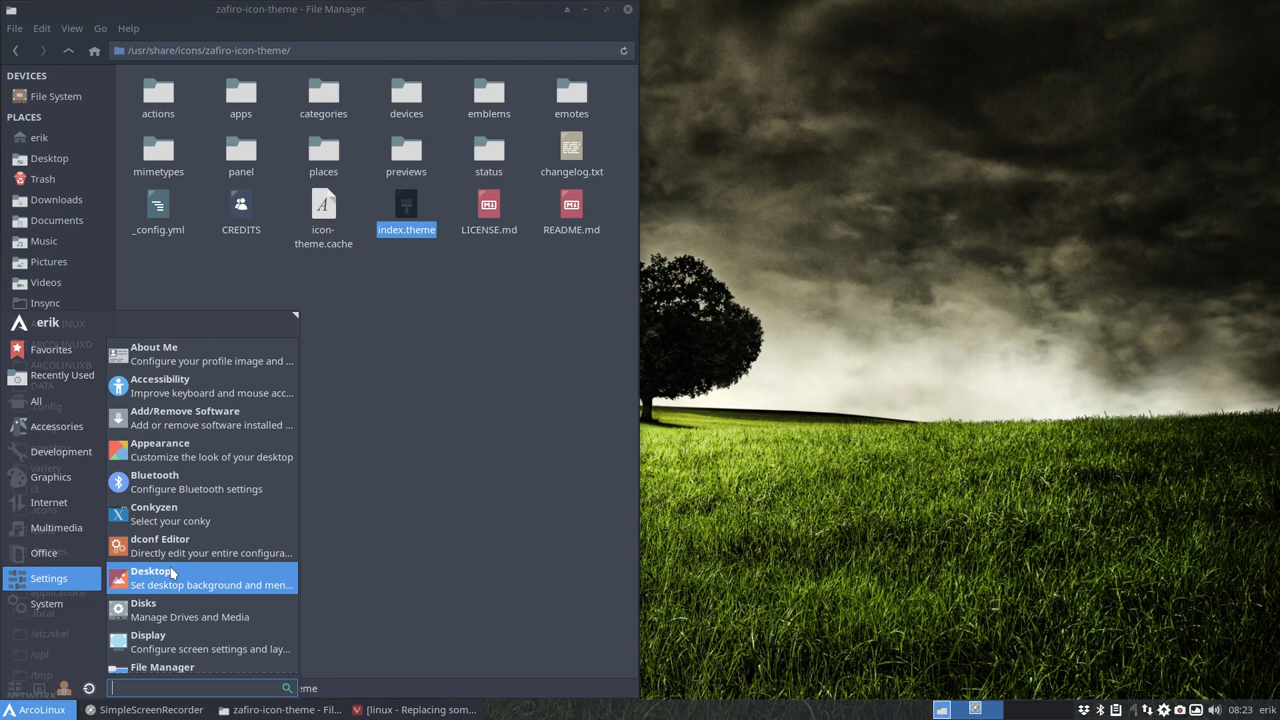 zafiro-icon-theme - File Manager
File Edit View Go Help
/usr/share/icons/zafiro-icon-theme/
DEVICES
File System
PLACES
erik
Desktop
Trash
Downloads
Documents
Music
Pictures
Videos
Insync
actions apps categories devices emblems emotes
mimetypes panel places previews status changelog.txt
_config.yml CREDITS icon-theme.cache index.theme LICENSE.md README.md
erik
Favorites
Recently Used
All
Accessories
Development
Graphics
Internet
Multimedia
Office
Settings
System
/etc/skel
/opt
/tmp
About Me
Configure your profile image and ...
Accessibility
Improve keyboard and mouse acc...
Add/Remove Software
Add or remove software installed ...
Appearance
Customize the look of your desktop
Bluetooth
Configure Bluetooth settings
Conkyzen
Select your conky
dconf Editor
Directly edit your entire configura...
Desktop
Set desktop background and men...
Disks
Manage Drives and Media
Display
Configure screen settings and lay...
File Manager
eme
ArcoLinux SimpleScreenRecorder zafiro-icon-theme - Fil... [linux - Replacing som... 08:23 erik